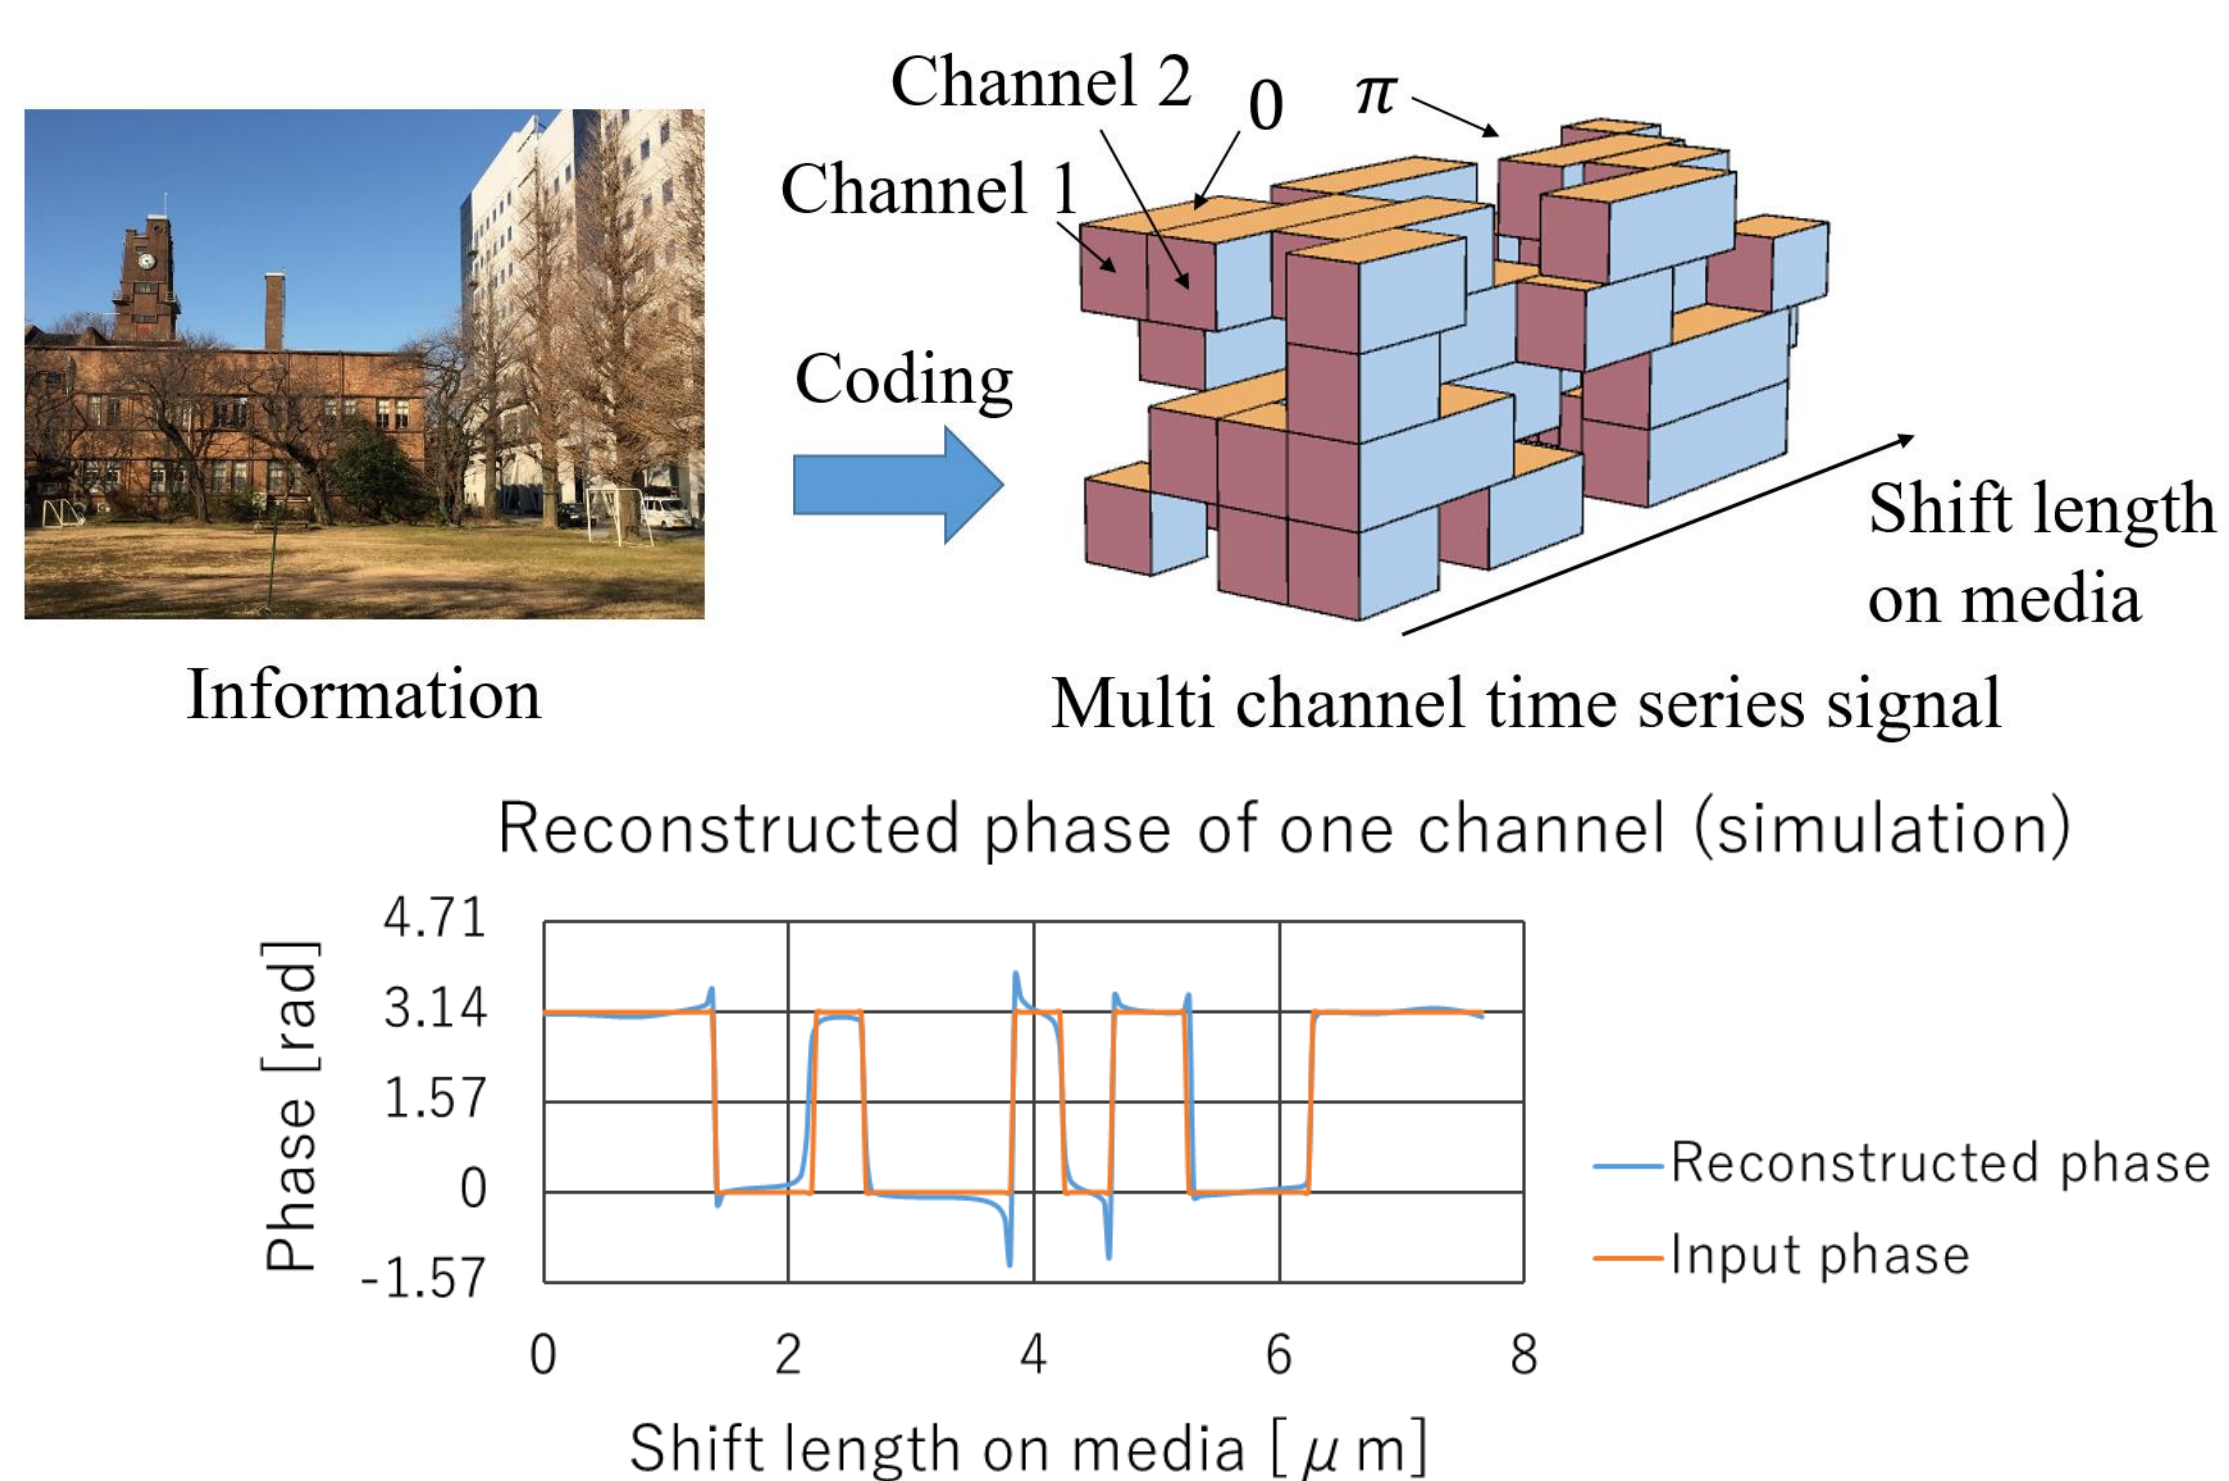 Channel 2
0
π
Channel 1
Coding
Shift length
on media
Information
Multi channel time series signal
Reconstructed phase of one channel (simulation)
Phase [rad]
4.71
3.14
1.57
0
-1.57
0 2 4 6 8
Shift length on media [μm]
Reconstructed phase
Input phase